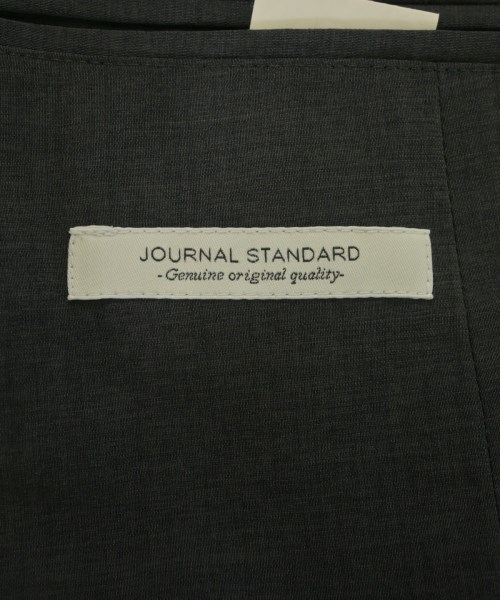 JOURNAL STANDARD
-Genuine original quality-